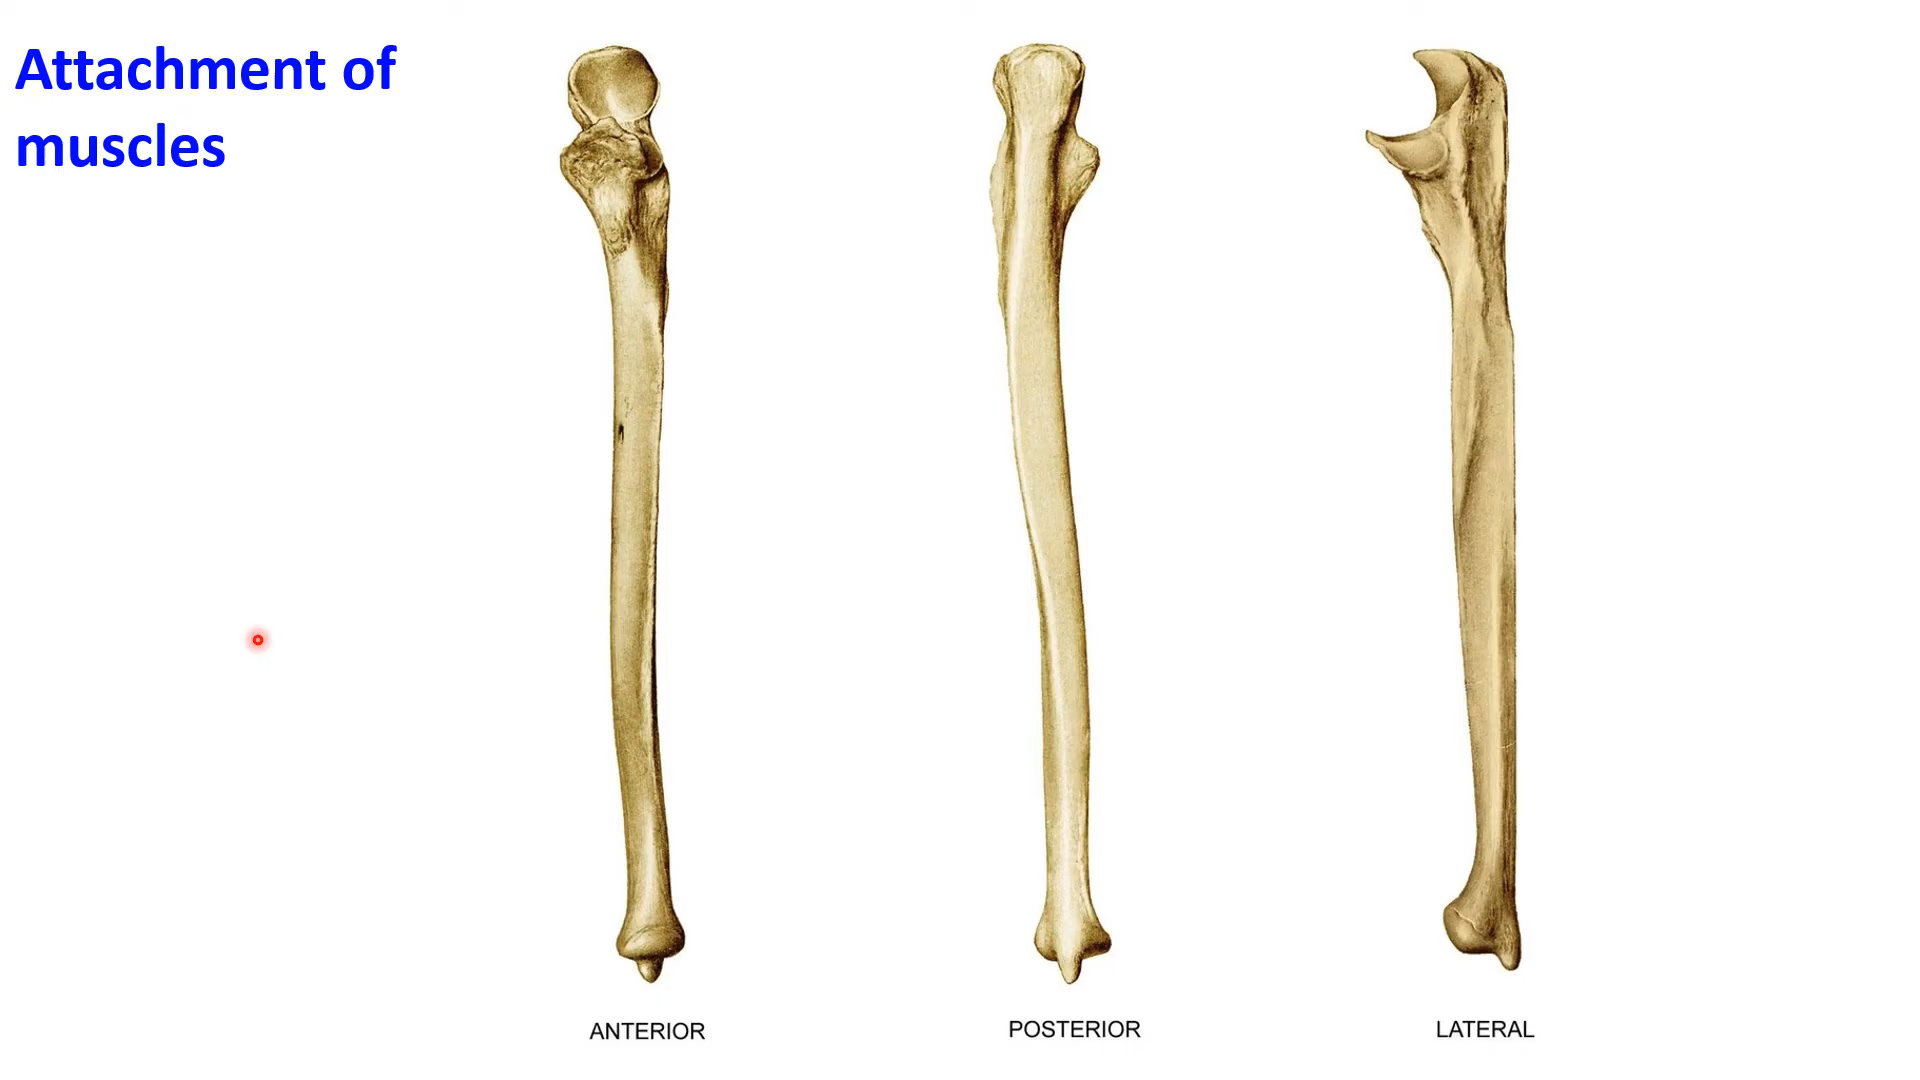 Attachment of
muscles
ANTERIOR
POSTERIOR
LATERAL